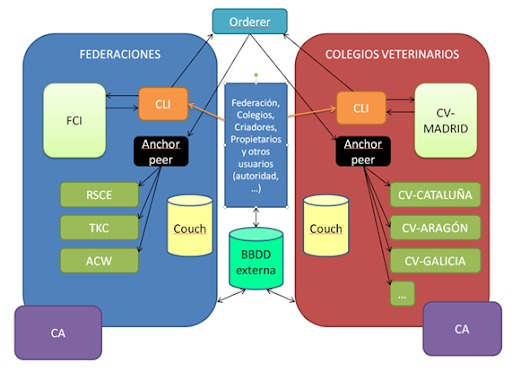 Orderer
FEDERACIONES
COLEGIOS VETERINARIOS
FCI
CLI
Federación,
Colegios,
Criadores,
Propietarios
y otros
usuarios
(autoridad,
...)
CLI
CV-
MADRID
Anchor
peer
Anchor
peer
RSCE
TKC
ACW
Couch
BBDD
externa
Couch
CV-CATALUÑA
CV-ARAGÓN
CV-GALICIA
...
CA
CA